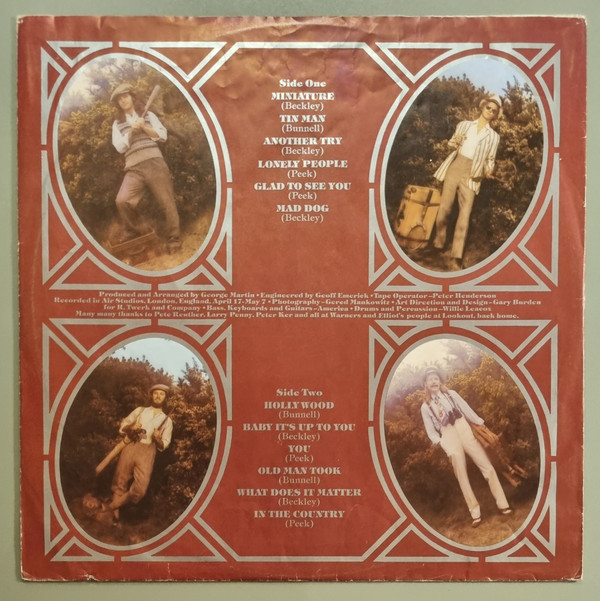 Side One
MINIATURE
(Beckley)
TIN MAN
(Bunnell)
ANOTHER TRY
(Beckley)
LONELY PEOPLE
(Peek)
GLAD TO SEE YOU
(Peek)
MAD DOG
(Beckley)
Produced and Arranged by George Martin • Engineered by Geoff Emerick • Tape Operator–Peter Henderson
Recorded in Air Studios, London, England, April 17-May 7 • Photography–Gered Mankowitz • Art Direction and Design–Gary Burden
for R. Twerk and Company • Bass, Keyboards and Guitars–America • Drums and Percussion–Willie Leacox
Many many thanks to Pete Renther, Larry Penny, Peter Ker and all at Warners and Elliot's people at Lookout, back home.
Side Two
HOLLYWOOD
(Bunnell)
BABY IT'S UP TO YOU
(Beckley)
YOU
(Peek)
OLD MAN TOOK
(Bunnell)
WHAT DOES IT MATTER
(Beckley)
IN THE COUNTRY
(Peek)